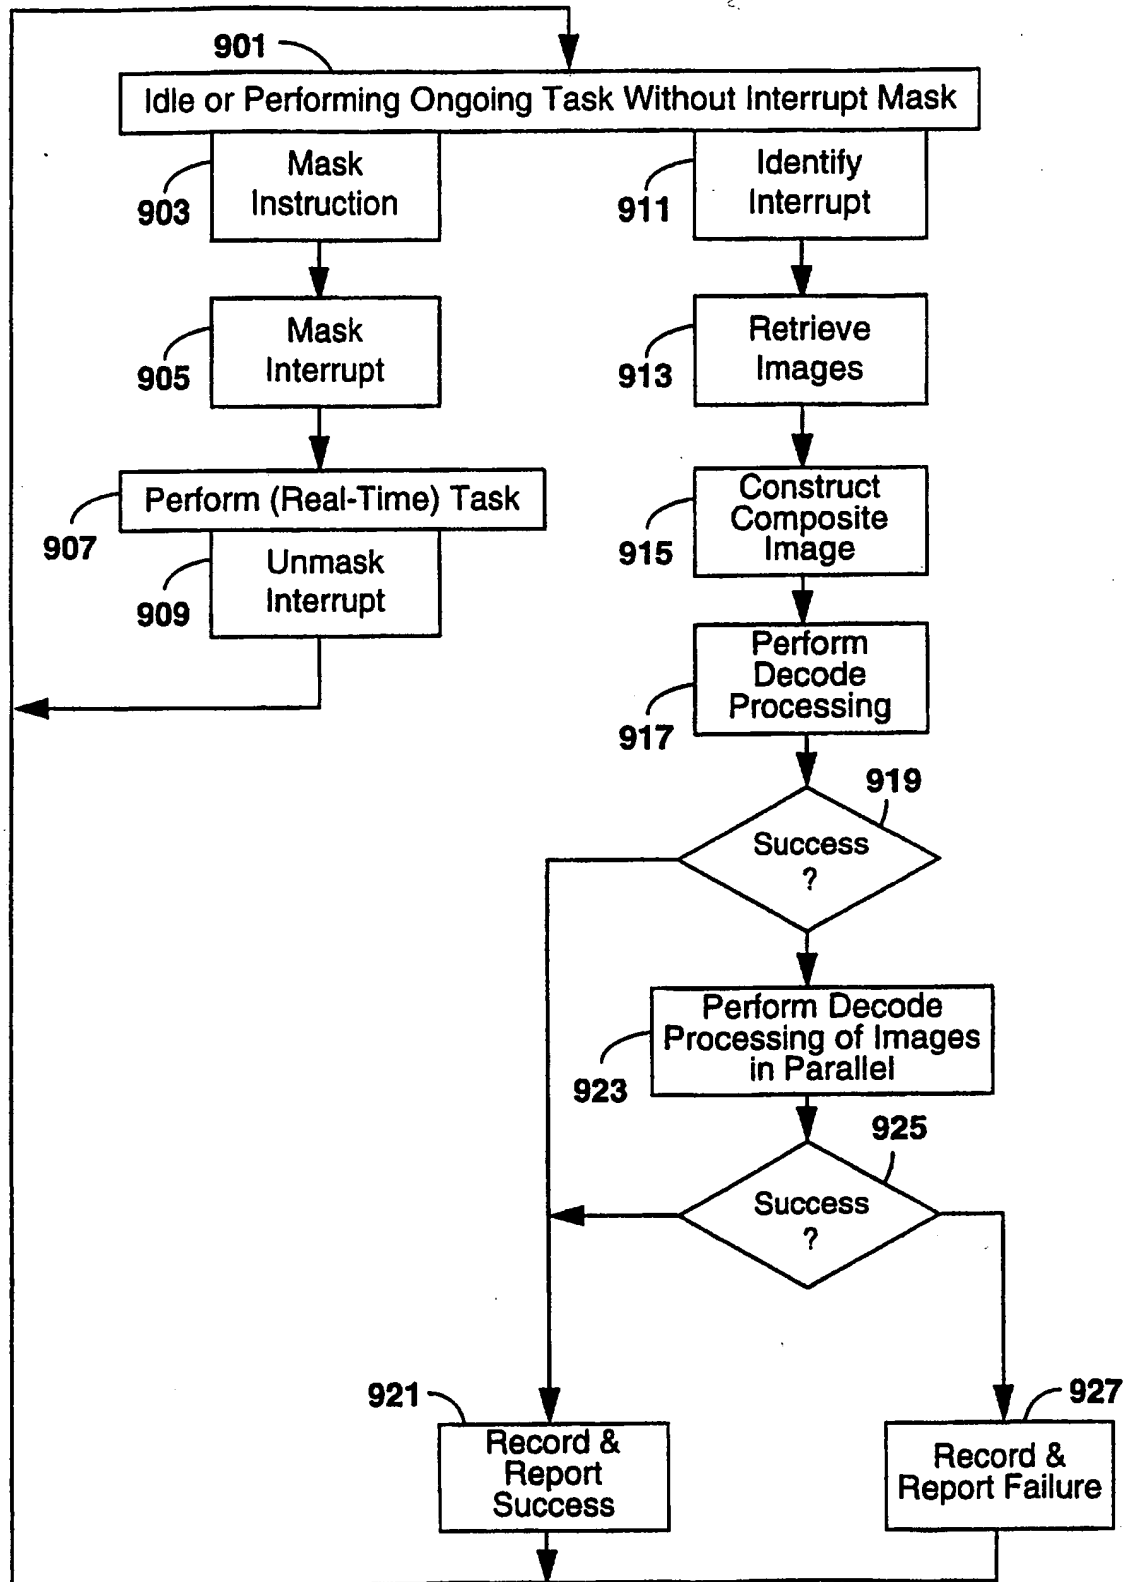 901
Idle or Performing Ongoing Task Without Interrupt Mask
Mask
Instruction
903
Mask
Interrupt
905
Perform (Real-Time) Task
907
Unmask
Interrupt
909
Identify
Interrupt
911
Retrieve
Images
913
Construct
Composite
Image
915
Perform
Decode
Processing
917
919
Success
?
Perform Decode
Processing of Images
in Parallel
923
925
Success
?
921
Record &
Report
Success
927
Record &
Report Failure